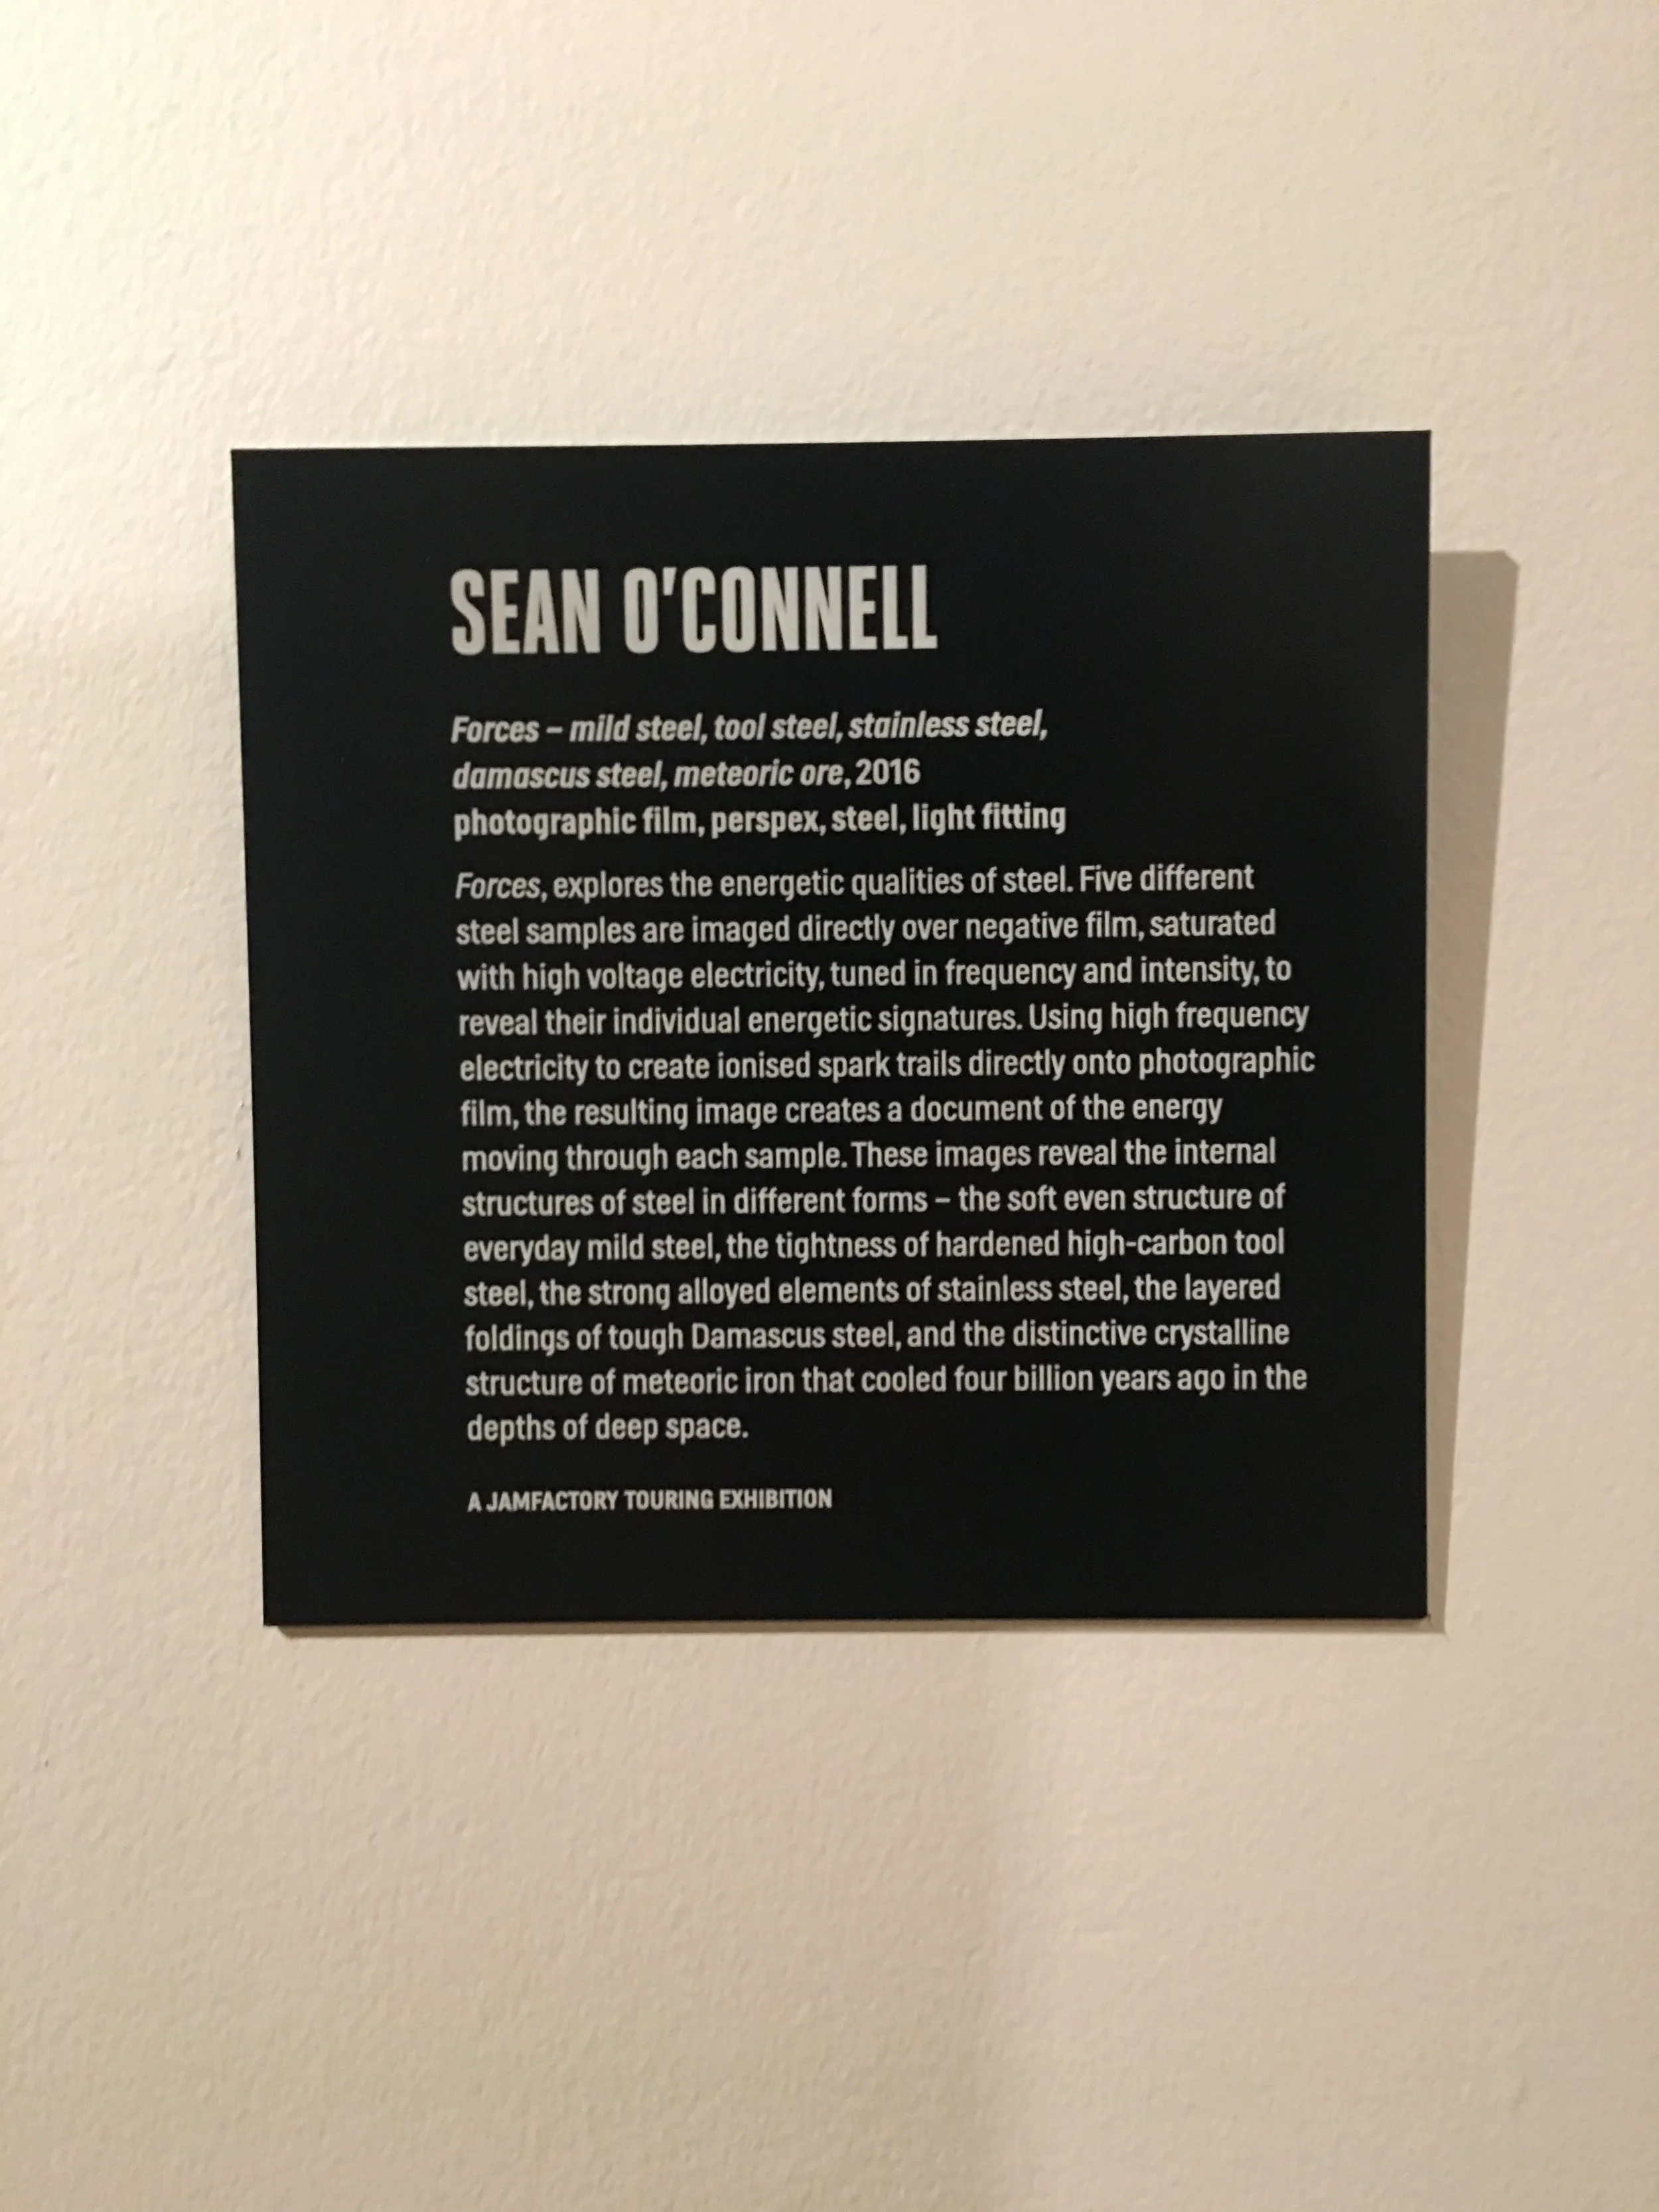 SEAN O'CONNELL
Forces – mild steel, tool steel, stainless steel,
damascus steel, meteoric ore, 2016
photographic film, perspex, steel, light fitting
Forces, explores the energetic qualities of steel. Five different
steel samples are imaged directly over negative film, saturated
with high voltage electricity, tuned in frequency and intensity, to
reveal their individual energetic signatures. Using high frequency
electricity to create ionised spark trails directly onto photographic
film, the resulting image creates a document of the energy
moving through each sample. These images reveal the internal
structures of steel in different forms – the soft even structure of
everyday mild steel, the tightness of hardened high-carbon tool
steel, the strong alloyed elements of stainless steel, the layered
foldings of tough Damascus steel, and the distinctive crystalline
structure of meteoric iron that cooled four billion years ago in the
depths of deep space.
A JAMFACTORY TOURING EXHIBITION